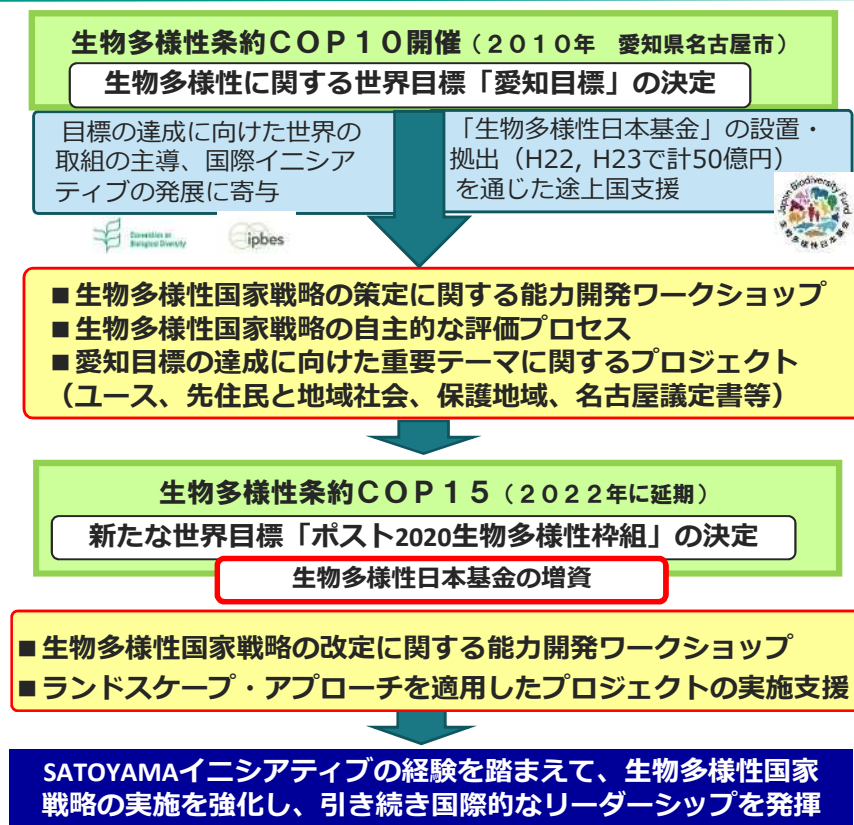 生物多様性条約ＣＯＰ１０開催（２０１０年　愛知県名古屋市）
生物多様性に関する世界目標「愛知目標」の決定
目標の達成に向けた世界の
取組の主導、国際イニシア
ティブの発展に寄与
「生物多様性日本基金」の設置・
拠出（H22, H23で計50億円）
を通じた途上国支援
Convention on
Biological Diversity
ipbes
Japan Biodiversity Fund
生物多様性日本基金
■生物多様性国家戦略の策定に関する能力開発ワークショップ
■生物多様性国家戦略の自主的な評価プロセス
■愛知目標の達成に向けた重要テーマに関するプロジェクト
（ユース、先住民と地域社会、保護地域、名古屋議定書等）
生物多様性条約ＣＯＰ１５（２０２２年に延期）
新たな世界目標「ポスト2020生物多様性枠組」の決定
生物多様性日本基金の増資
■生物多様性国家戦略の改定に関する能力開発ワークショップ
■ランドスケープ・アプローチを適用したプロジェクトの実施支援
SATOYAMAイニシアティブの経験を踏まえて、生物多様性国家
戦略の実施を強化し、引き続き国際的なリーダーシップを発揮